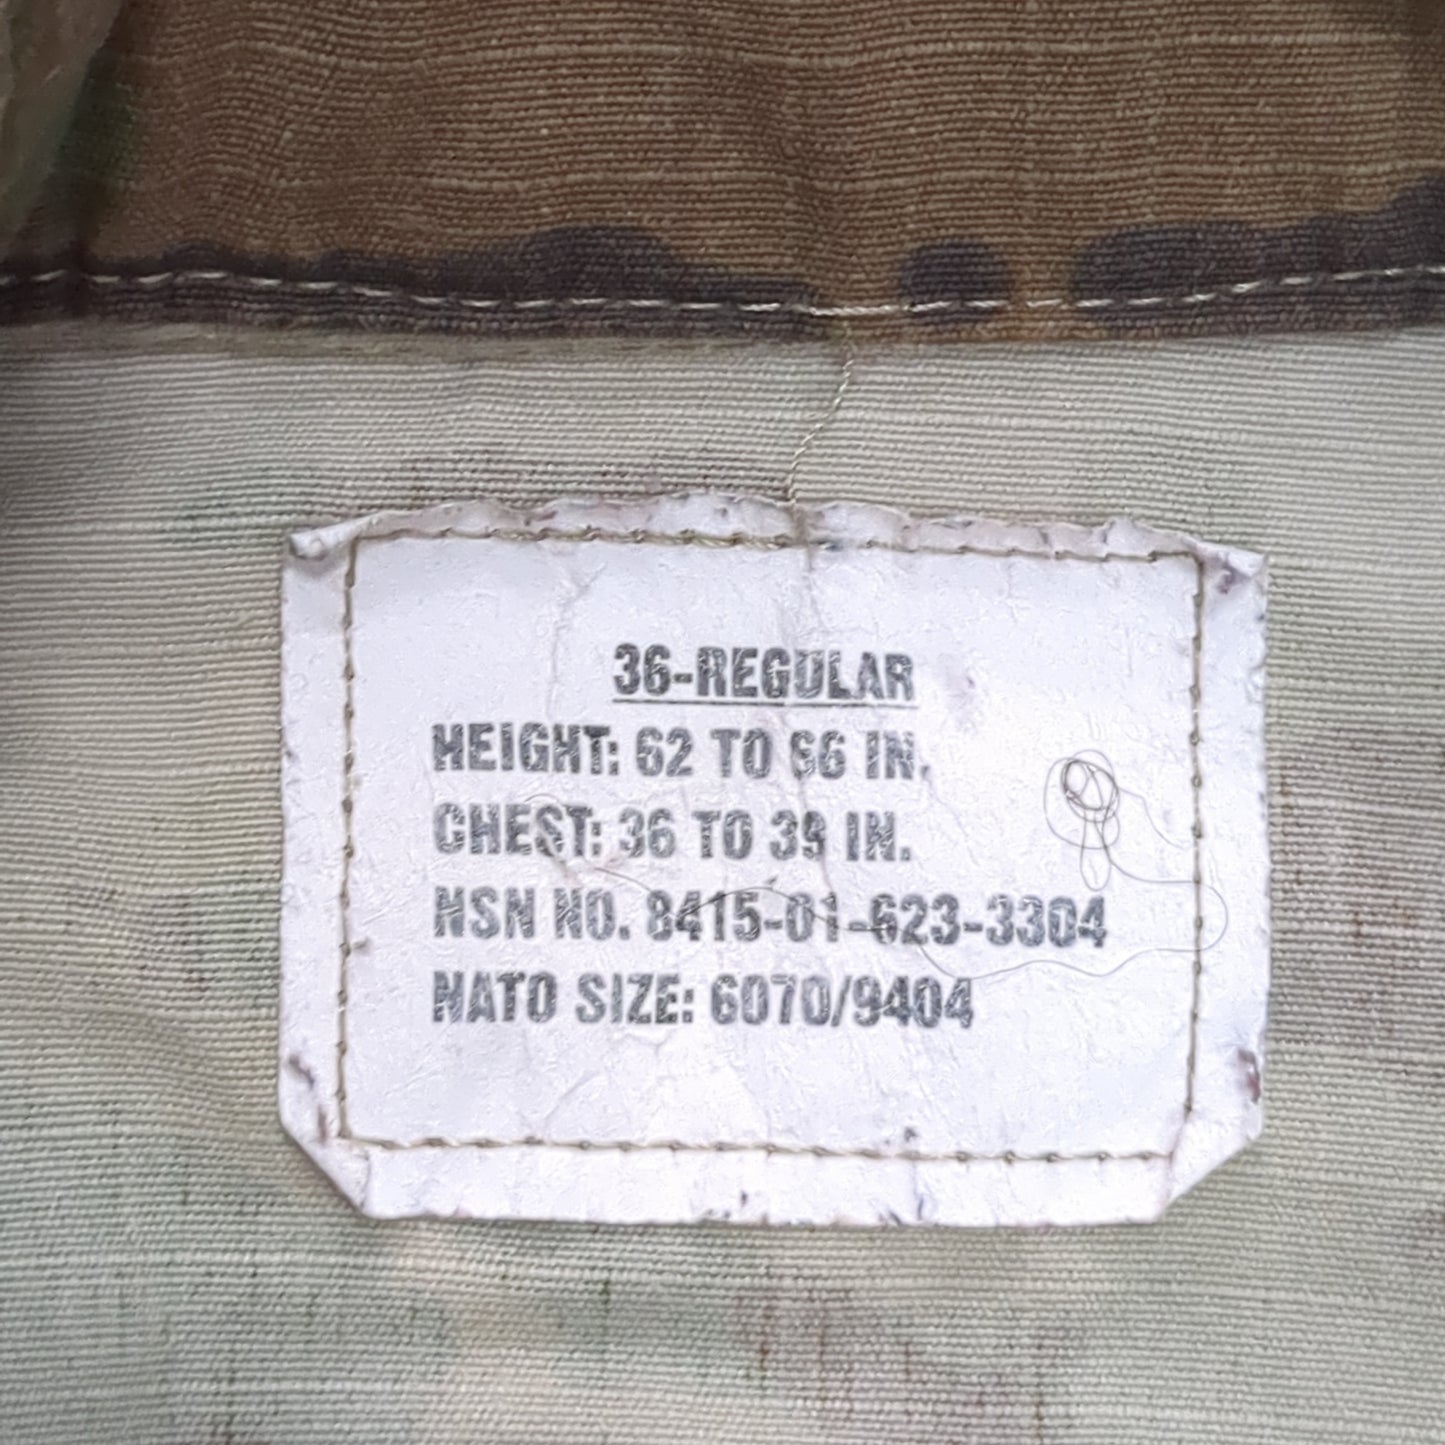 36-REGULAR
HEIGHT: 62 TO 66 IN.
CHEST: 36 TO 39 IN.
NSN NO. 8415-01-623-3304
NATO SIZE: 6070/9404